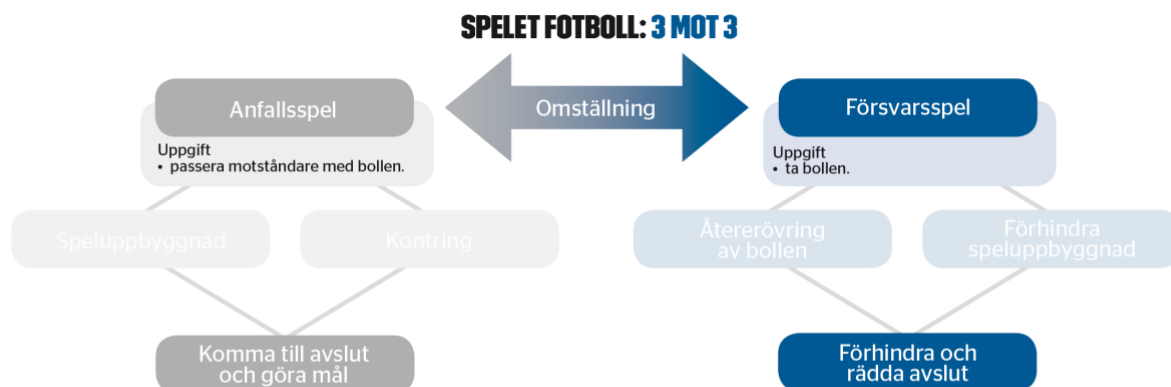 SPELET FOTBOLL: 3 MOT 3
Anfallsspel
Omställning
Försvarsspel
Uppgift
• passera motståndare med bollen.
Uppgift
• ta bollen.
Speluppbyggnad
Kontring
Återerövring
av bollen
Förhindra
speluppbyggnad
Komma till avslut
och göra mål
Förhindra och
rädda avslut